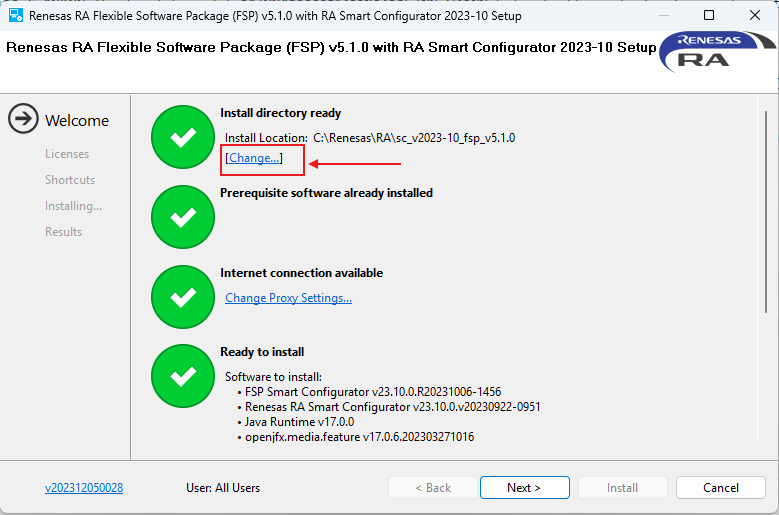 Renesas RA Flexible Software Package (FSP) v5.1.0 with RA Smart Configurator 2023-10 Setup
Renesas RA Flexible Software Package (FSP) v5.1.0 with RA Smart Configurator 2023-10 Setup
RENESAS
RA
Welcome
Licenses
Shortcuts
Installing...
Results
Install directory ready
Install Location: C:\Renesas\RA\sc_v2023-10_fsp_v5.1.0
[Change...]
Prerequisite software already installed
Internet connection available
Change Proxy Settings...
Ready to install
Software to install:
• FSP Smart Configurator v23.10.0.R20231006-1456
• Renesas RA Smart Configurator v23.10.0.v20230922-0951
• Java Runtime v17.0.0
• openjfx.media.feature v17.0.6.202303271016
v202312050028
User: All Users
< Back
Next >
Install
Cancel